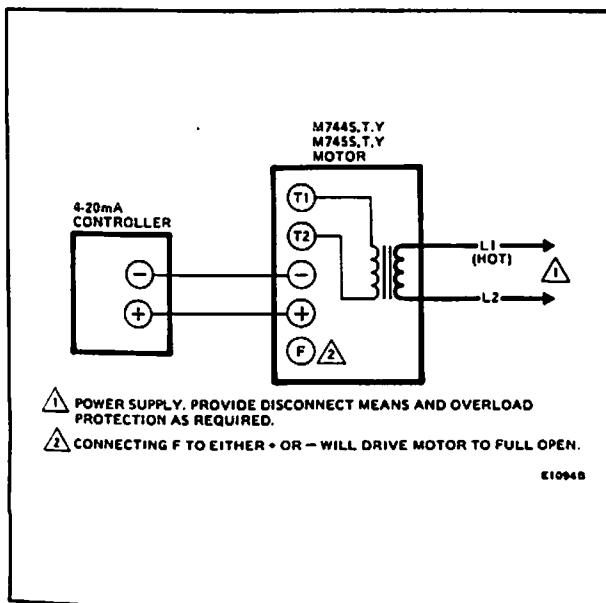 M744S,T,Y
M745S,T,Y
MOTOR
4-20mA
CONTROLLER
T1
T2
−
+
−
+
F
2
L1
(HOT)
1
L2
1 POWER SUPPLY. PROVIDE DISCONNECT MEANS AND OVERLOAD
PROTECTION AS REQUIRED.
2 CONNECTING F TO EITHER + OR − WILL DRIVE MOTOR TO FULL OPEN.
E1094B